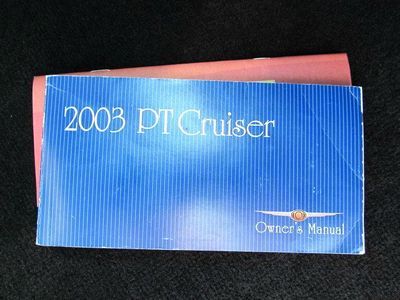 2003 PT Cruiser
Owner's Manual